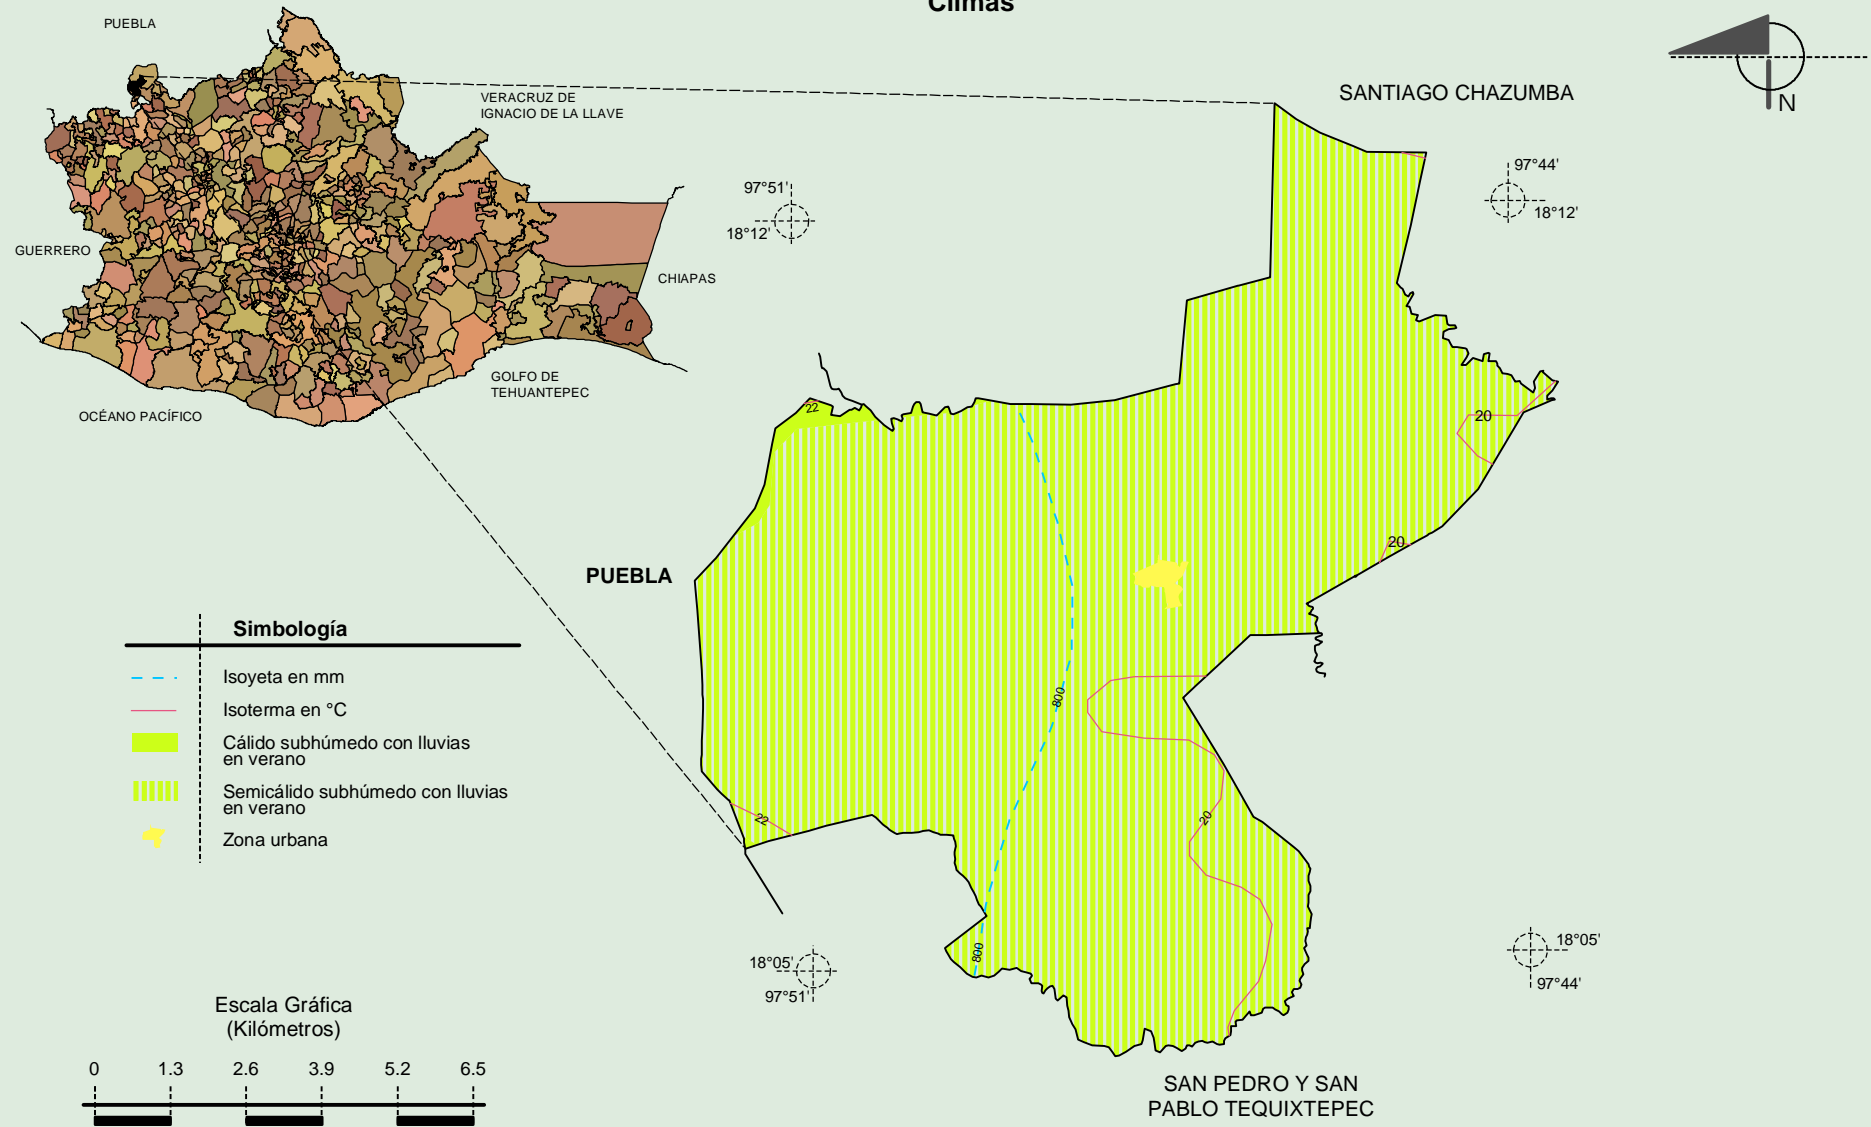 Climas
PUEBLA
VERACRUZ DE
IGNACIO DE LA LLAVE
GUERRERO
CHIAPAS
GOLFO DE
TEHUANTEPEC
OCÉANO PACÍFICO
SANTIAGO CHAZUMBA
N
97°51'
18°12'
97°44'
18°12'
22
20
20
PUEBLA
800
20
22
800
Simbología
Isoyeta en mm
Isoterma en °C
Cálido subhúmedo con lluvias
en verano
Semicálido subhúmedo con lluvias
en verano
Zona urbana
18°05'
97°51'
18°05'
97°44'
Escala Gráfica
(Kilómetros)
0 1.3 2.6 3.9 5.2 6.5
SAN PEDRO Y SAN
PABLO TEQUIXTEPEC